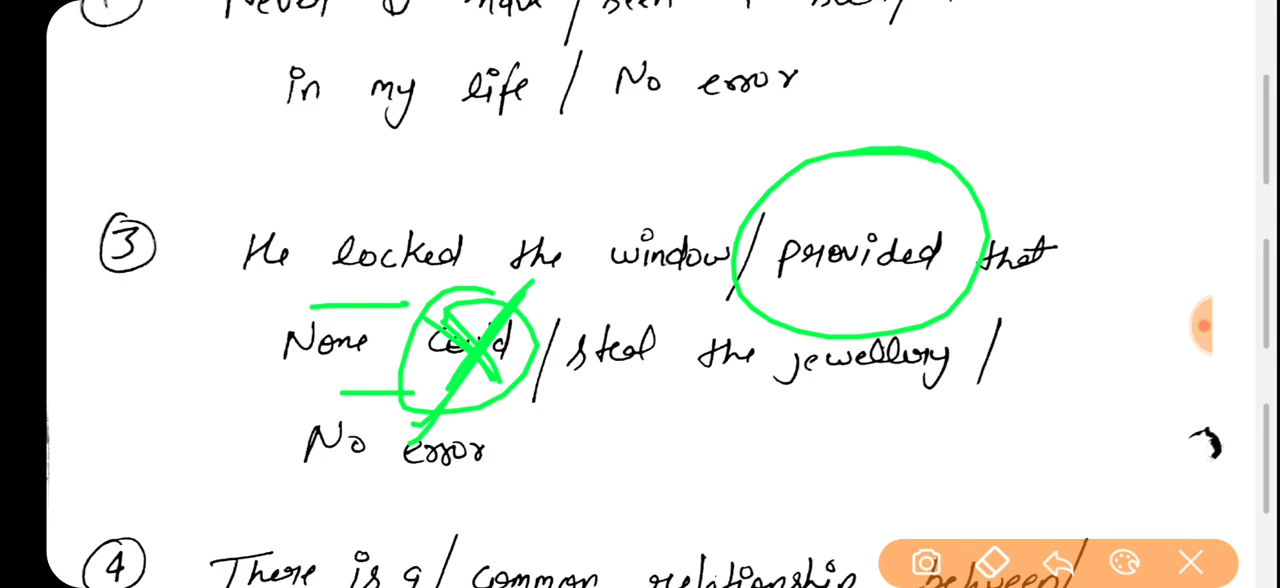 in my life / No error
③ He locked the window / provided that
None could / steal the jewellery /
No error
④ There is a / common relationship between /